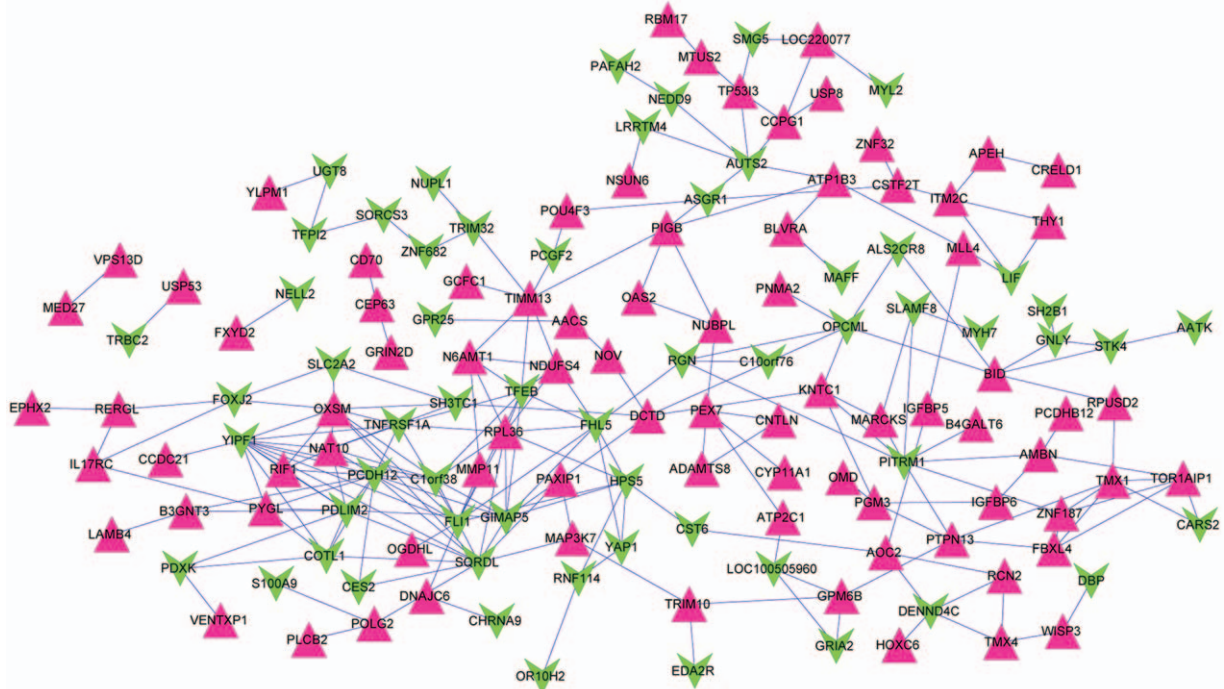 RBM17
SMG5
LOC220077
MTUS2
PAFAH2
TP53I3
USP8
MYL2
NEDD9
CCPG1
LRRTM4
ZNF32
APEH
CRELD1
AUTS2
UGT8
YLPM1
NUPL1
NSUN6
ATP1B3
CSTF2T
ITM2C
ASGR1
THY1
POU4F3
SORCS3
TFPI2
TRIM32
PIGB
BLVRA
ALS2CR8
MLL4
ZNF682
PCGF2
VPS13D
CD70
GCFC1
MAFF
LIF
USP53
TIMM13
PNMA2
MED27
NELL2
CEP63
OAS2
SLAMF8
SH2B1
TRBC2
FXYD2
GPR25
AACS
NUBPL
OPCML
MYH7
GNLY
AATK
STK4
GRIN2D
N6AMT1
NDUFS4
NOV
RGN
C10orf76
SLC2A2
BID
TFEB
KNTC1
EPHX2
RERGL
FOXJ2
OXSM
SH3TC1
DCTD
PEX7
CNTLN
MARCKS
IGFBP5
PCDHB12
RPUSD2
TNFRSF1A
RPL36
FHL5
B4GALT6
YIPF1
NAT10
IL17RC
CCDC21
RIF1
PCDH12
C1orf38
MMP11
PAXIP1
HPS5
ADAMTS8
CYP11A1
OMD
PITRM1
AMBN
TMX1
TOR1AIP1
B3GNT3
PYGL
PDLIM2
PGM3
IGFBP6
ZNF187
LAMB4
FLI1
GIMAP5
CST6
ATP2C1
CARS2
COTL1
OGDHL
MAP3K7
YAP1
PTPN13
FBXL4
PDXK
SQRDL
AOC2
S100A9
CES2
RNF114
LOC100505960
RCN2
DBP
DNAJC6
TRIM10
GPM6B
DENND4C
VENTXP1
POLG2
CHRNA9
WISP3
PLCB2
GRIA2
HOXC6
TMX4
OR10H2
EDA2R